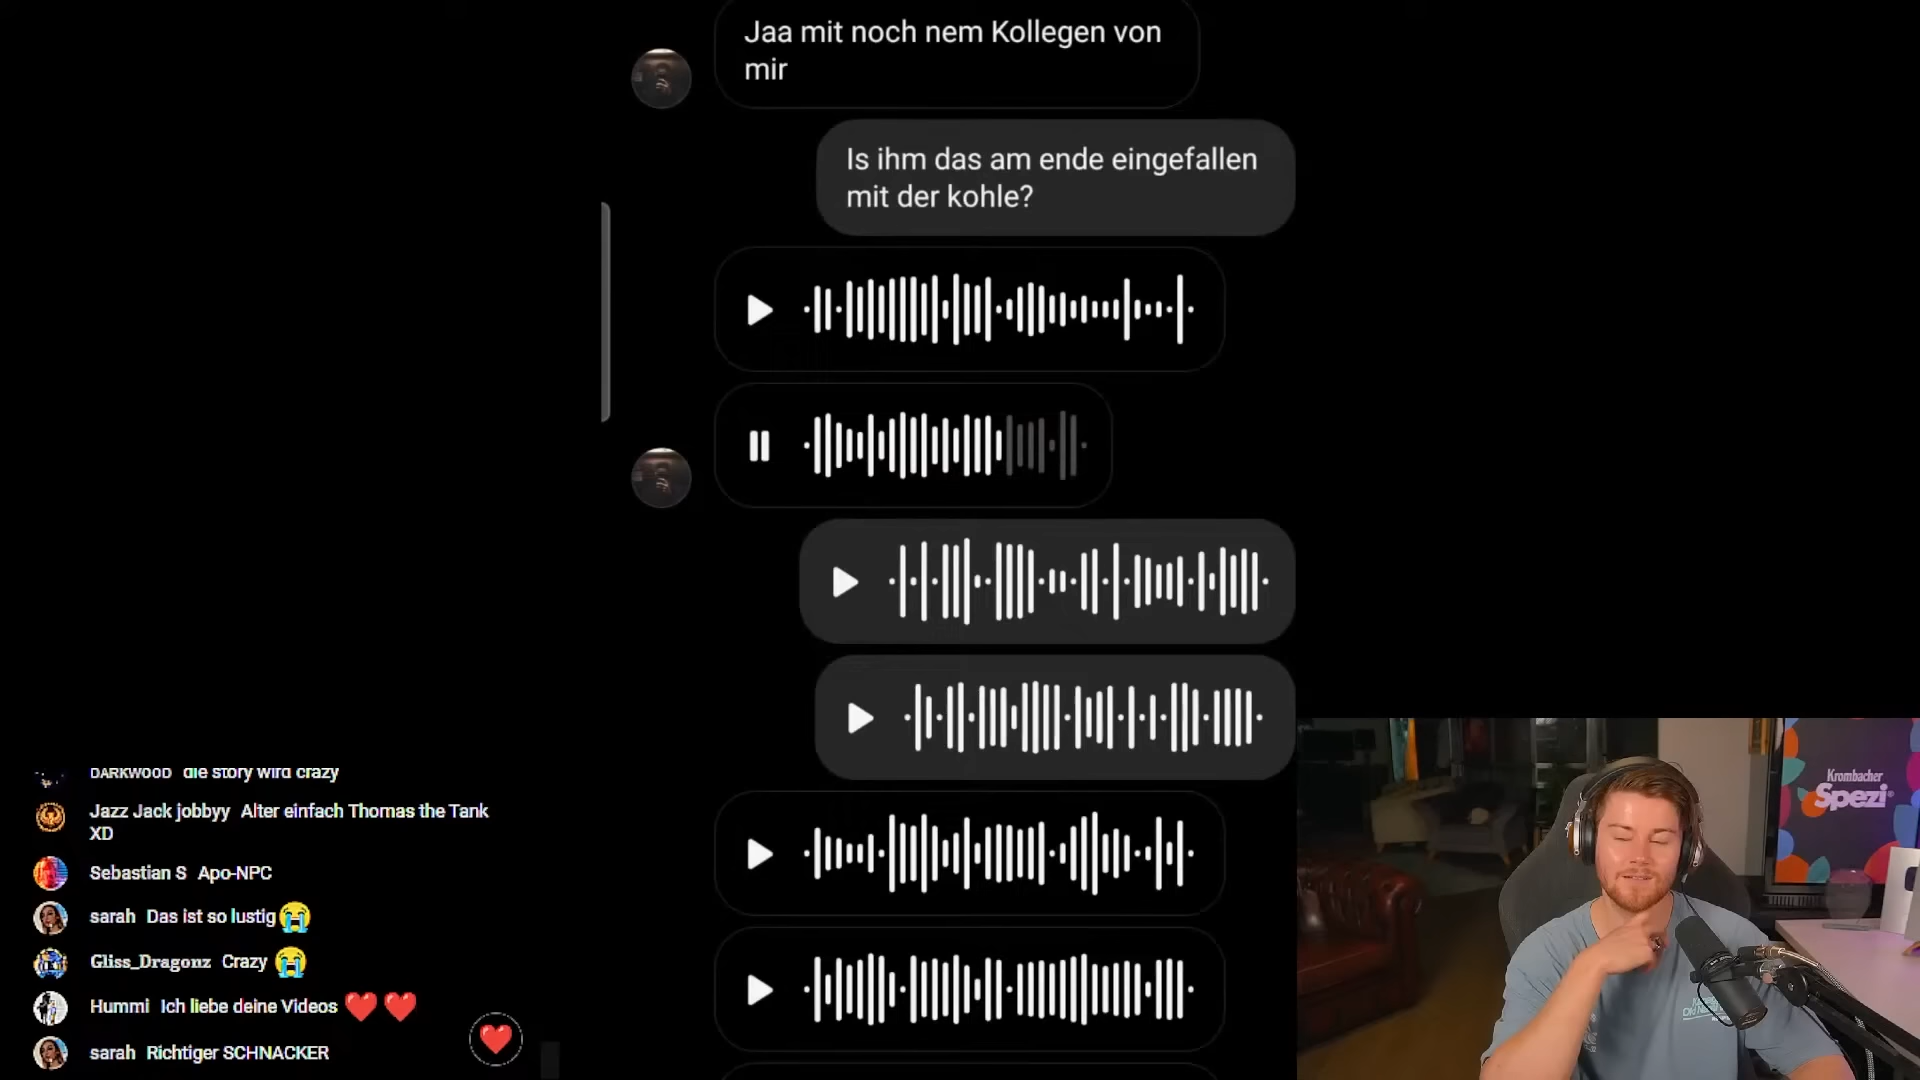 Jaa mit noch nem Kollegen von
mir
Is ihm das am ende eingefallen
mit der kohle?
DARKWOOD die story wird crazy
Jazz Jack jobbyy Alter einfach Thomas the Tank
XD
Sebastian S Apo-NPC
sarah Das ist so lustig😭
Gliss_Dragonz Crazy 😭
Hummi Ich liebe deine Videos ❤️ ❤️
sarah Richtiger SCHNACKER
Krombacher
Spezi